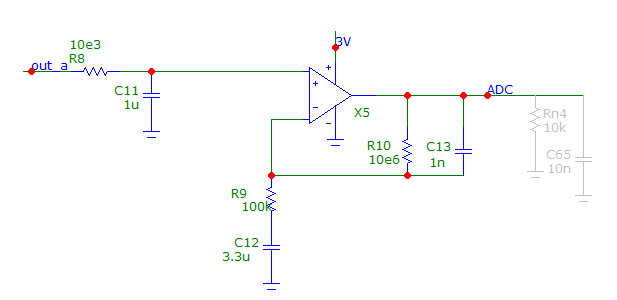 10e3
R8
out_a
3V
C11
1u
+
+
−
−
X5
ADC
Rn4
10k
R10
10e6
C13
1n
C65
10n
R9
100k
C12
3.3u